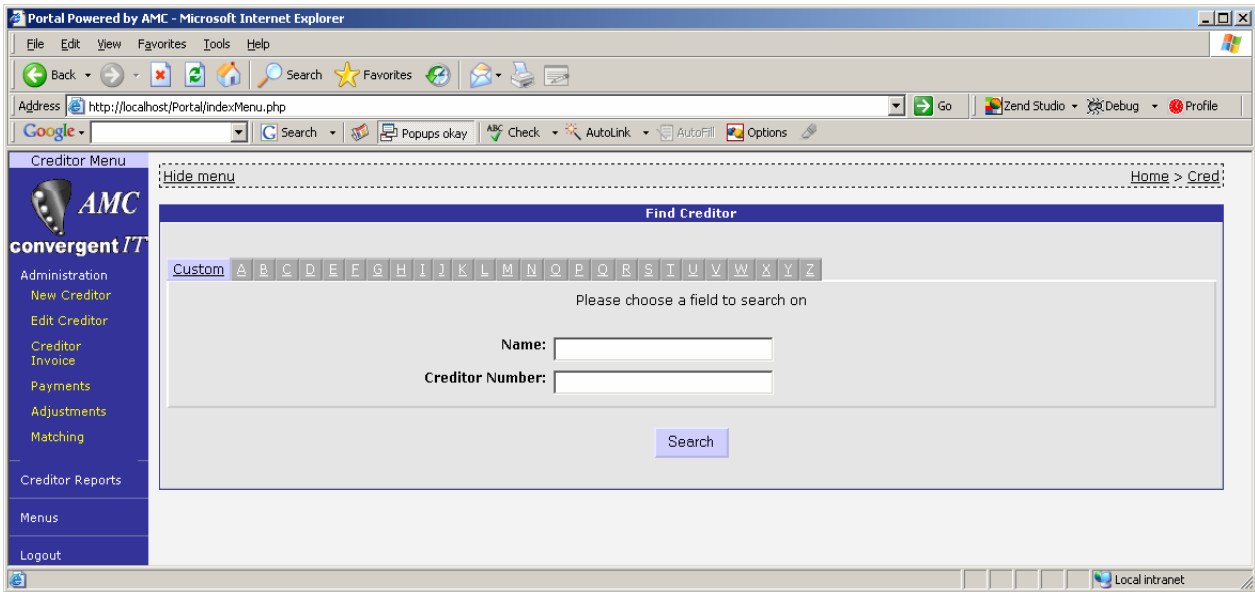 Portal Powered by AMC - Microsoft Internet Explorer
File Edit View Favorites Tools Help
Back Search Favorites
Address http://localhost/Portal/indexMenu.php Go Zend Studio Debug Profile
Google Search Popups okay ABC Check AutoLink AutoFill Options
Creditor Menu
AMC
convergent IT
Administration
New Creditor
Edit Creditor
Creditor
Invoice
Payments
Adjustments
Matching
Creditor Reports
Menus
Logout
Hide menu Home > Cred
Find Creditor
Custom A B C D E F G H I J K L M N O P Q R S T U V W X Y Z
Please choose a field to search on
Name:
Creditor Number:
Search
Local intranet